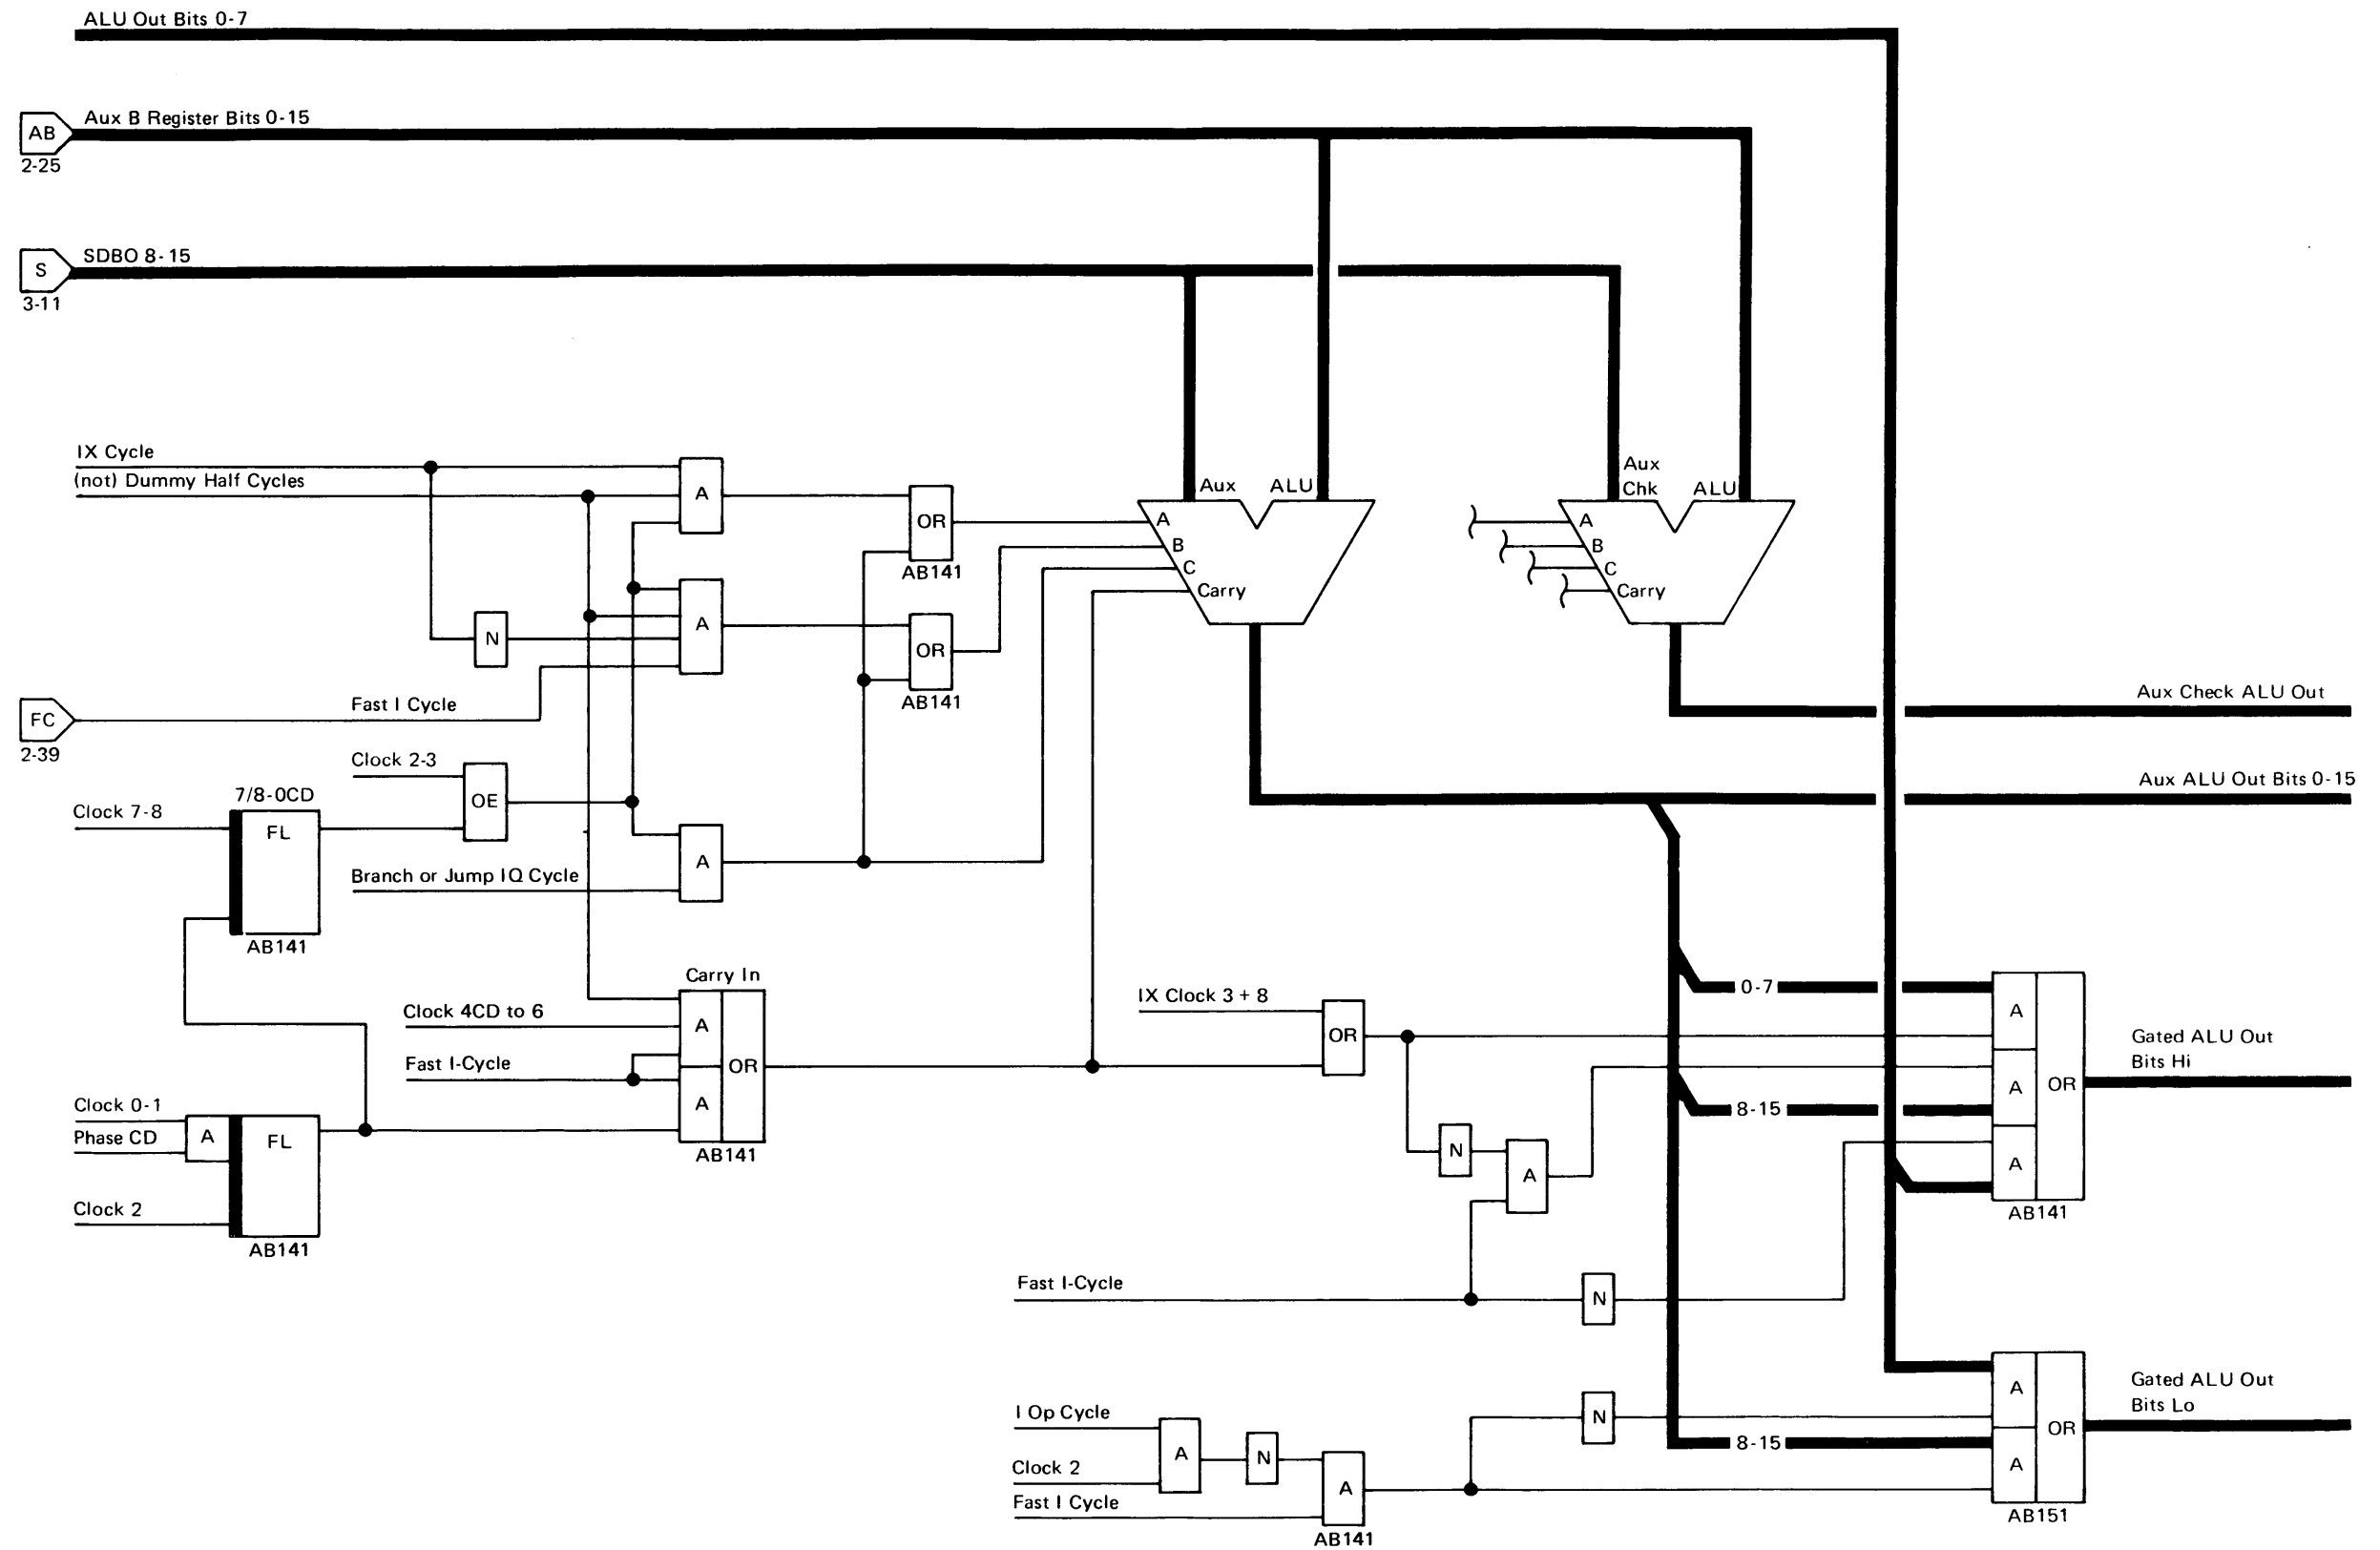 ALU Out Bits 0-7
Aux B Register Bits 0-15
AB
2-25
SDBO 8-15
S
3-11
IX Cycle
(not) Dummy Half Cycles
A
OR
AB141
Aux ALU
A
B
C
Carry
Aux
Chk ALU
A
B
C
Carry
N
A
OR
AB141
Fast I Cycle
FC
2-39
Aux Check ALU Out
Aux ALU Out Bits 0-15
Clock 2-3
OE
7/8-0CD
Clock 7-8
FL
AB141
Branch or Jump IQ Cycle
A
Carry In
Clock 4CD to 6
A
Fast I-Cycle
OR
A
AB141
Clock 0-1
Phase CD
A
FL
Clock 2
AB141
IX Clock 3 + 8
OR
0-7
A
8-15
A
OR
A
AB141
Gated ALU Out
Bits Hi
N
A
Fast I-Cycle
N
I Op Cycle
Clock 2
A
N
Fast I Cycle
A
AB141
N
8-15
A
OR
A
AB151
Gated ALU Out
Bits Lo